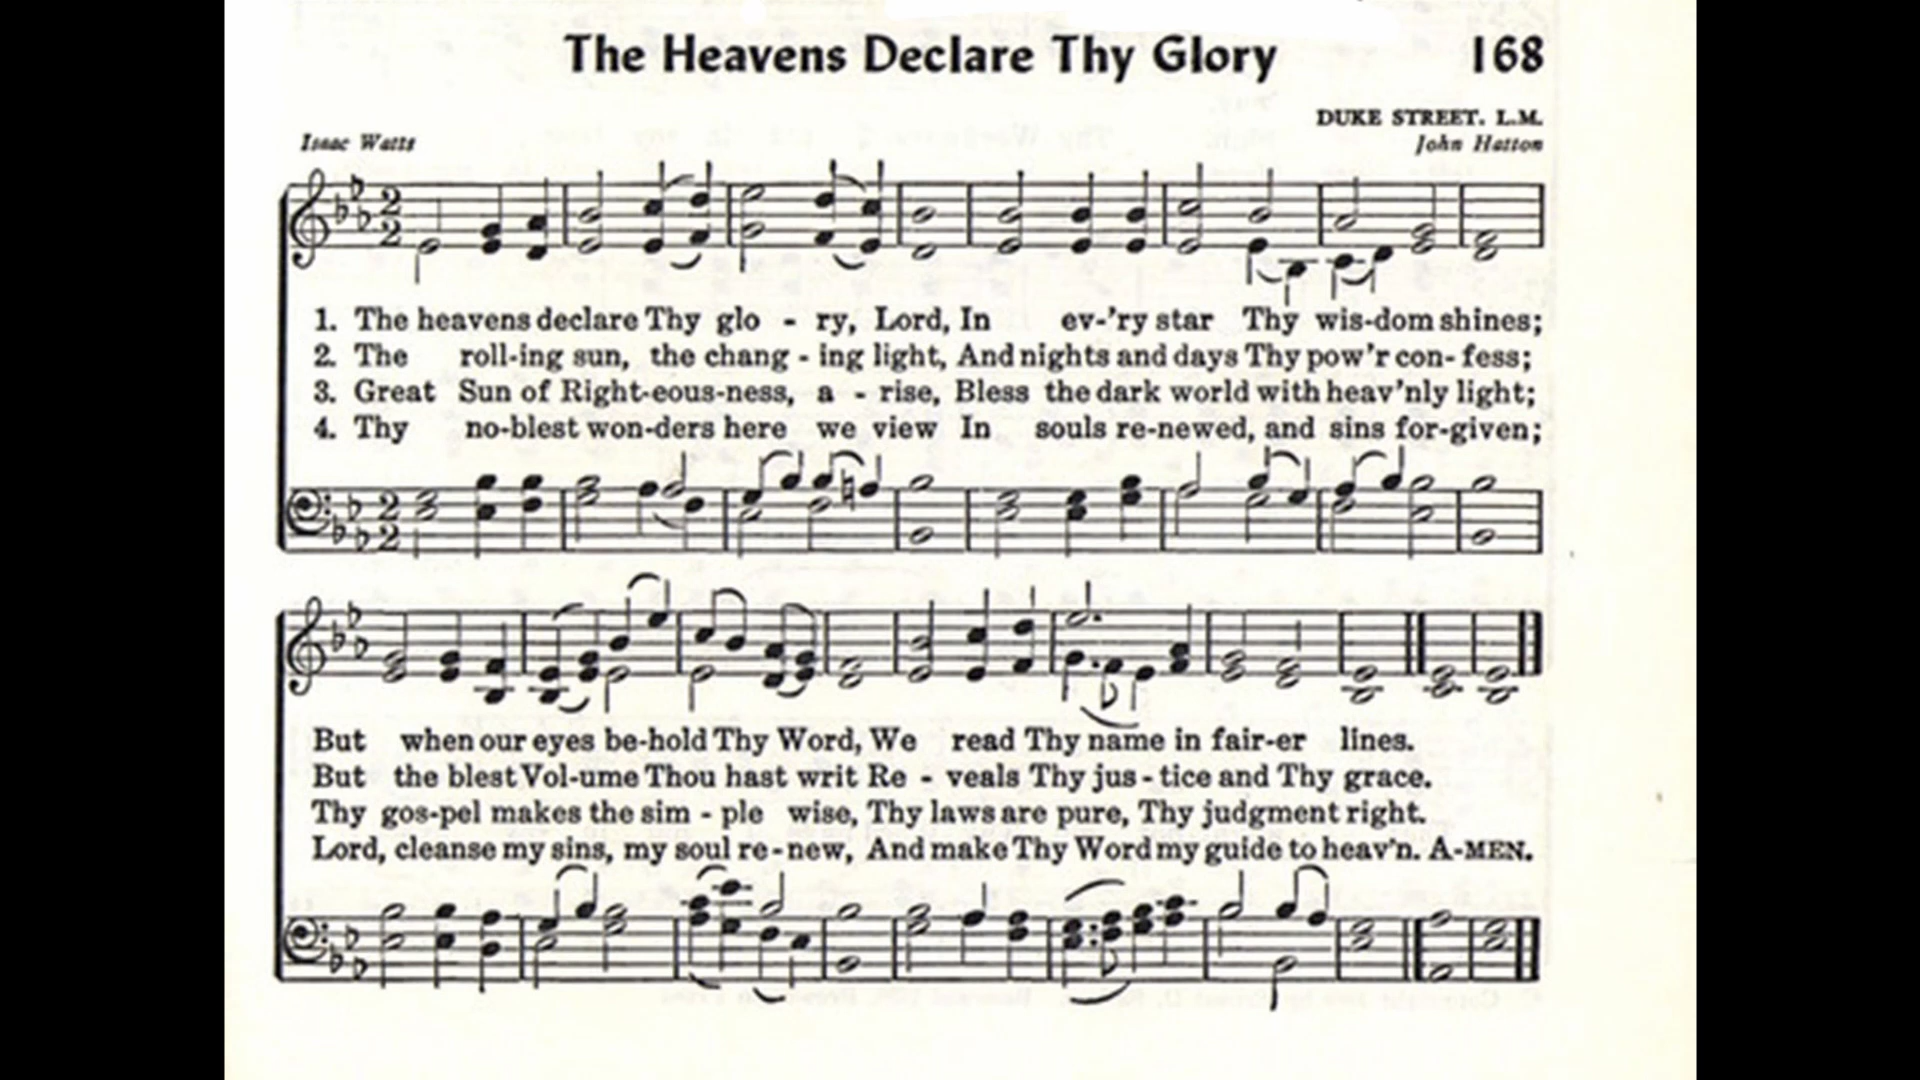 The Heavens Declare Thy Glory 168
DUKE STREET. L.M.
Isaac Watts John Hatton
1. The heavens declare Thy glo - ry, Lord, In ev-'ry star Thy wis-dom shines;
2. The roll-ing sun, the chang - ing light, And nights and days Thy pow'r con- fess;
3. Great Sun of Right-eous-ness, a - rise, Bless the dark world with heav'nly light;
4. Thy no-blest won-ders here we view In souls re-newed, and sins for-given;
But when our eyes be-hold Thy Word, We read Thy name in fair-er lines.
But the blest Vol-ume Thou hast writ Re - veals Thy jus - tice and Thy grace.
Thy gos-pel makes the sim - ple wise, Thy laws are pure, Thy judgment right.
Lord, cleanse my sins, my soul re-new, And make Thy Word my guide to heav'n. A-MEN.